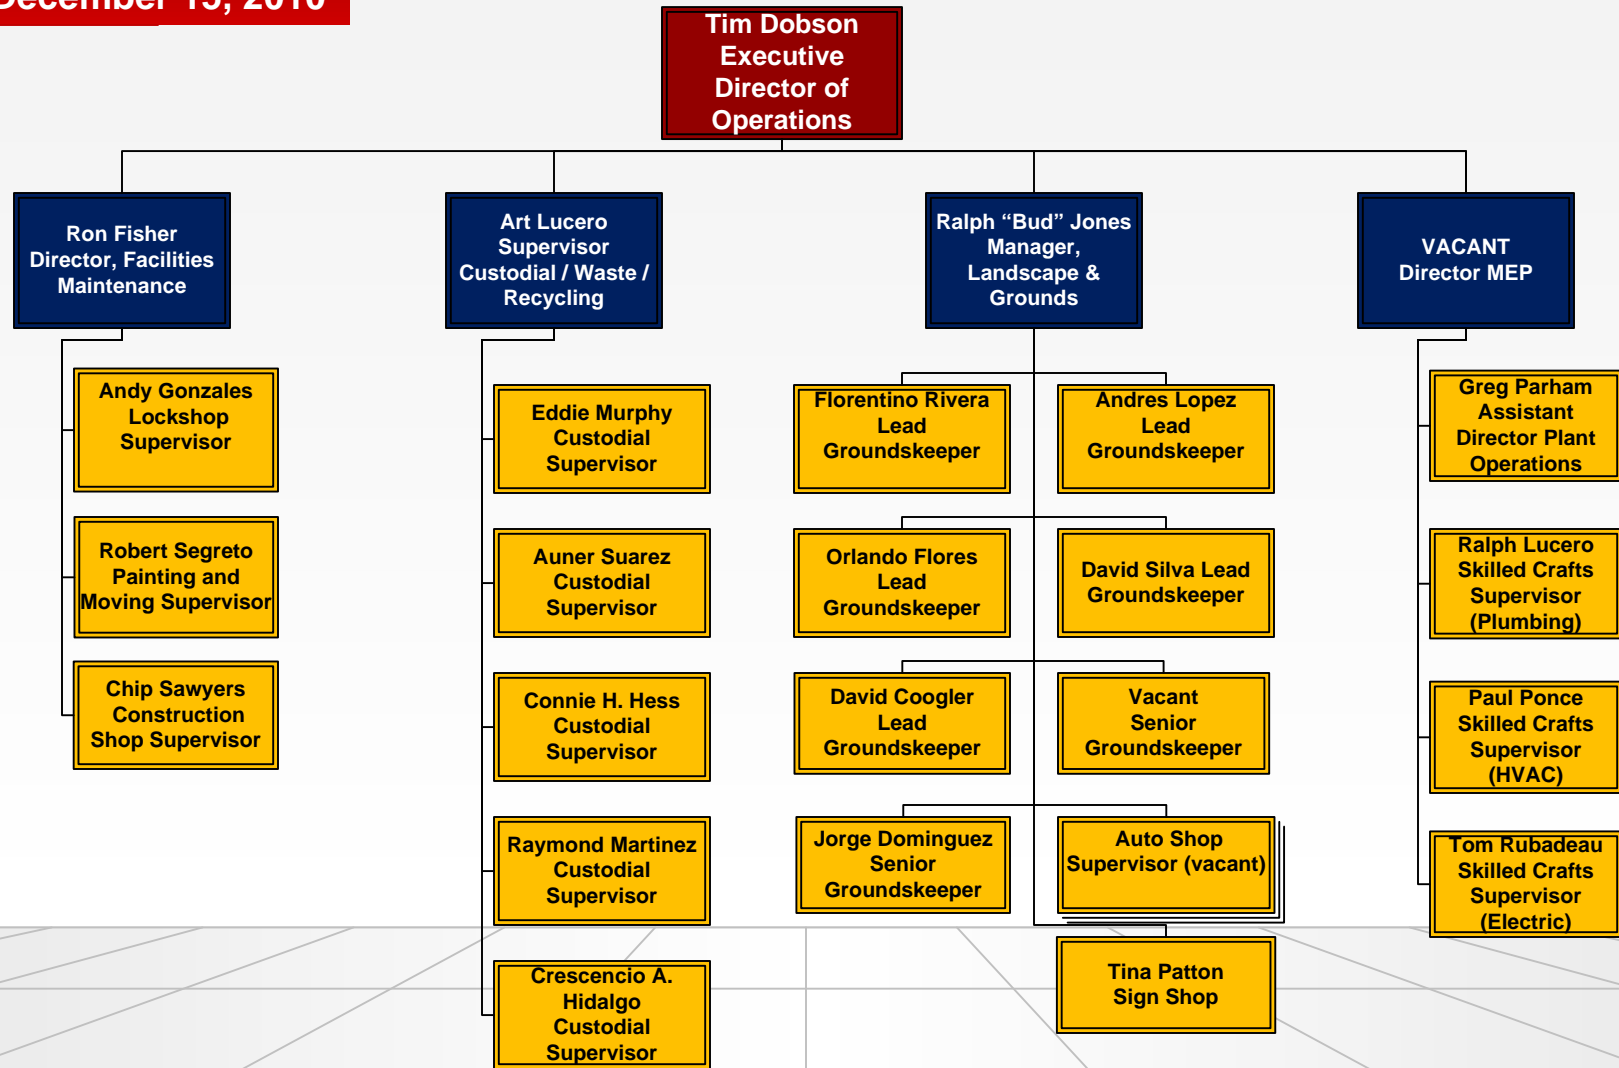 December 15, 2010
Tim Dobson
Executive
Director of
Operations
Ron Fisher
Director, Facilities
Maintenance
Art Lucero
Supervisor
Custodial / Waste /
Recycling
Ralph “Bud” Jones
Manager,
Landscape &
Grounds
VACANT
Director MEP
Andy Gonzales
Lockshop
Supervisor
Robert Segreto
Painting and
Moving Supervisor
Chip Sawyers
Construction
Shop Supervisor
Eddie Murphy
Custodial
Supervisor
Auner Suarez
Custodial
Supervisor
Connie H. Hess
Custodial
Supervisor
Raymond Martinez
Custodial
Supervisor
Crescencio A.
Hidalgo
Custodial
Supervisor
Florentino Rivera
Lead
Groundskeeper
Andres Lopez
Lead
Groundskeeper
Orlando Flores
Lead
Groundskeeper
David Silva Lead
Groundskeeper
David Coogler
Lead
Groundskeeper
Vacant
Senior
Groundskeeper
Jorge Dominguez
Senior
Groundskeeper
Auto Shop
Supervisor (vacant)
Tina Patton
Sign Shop
Greg Parham
Assistant
Director Plant
Operations
Ralph Lucero
Skilled Crafts
Supervisor
(Plumbing)
Paul Ponce
Skilled Crafts
Supervisor
(HVAC)
Tom Rubadeau
Skilled Crafts
Supervisor
(Electric)